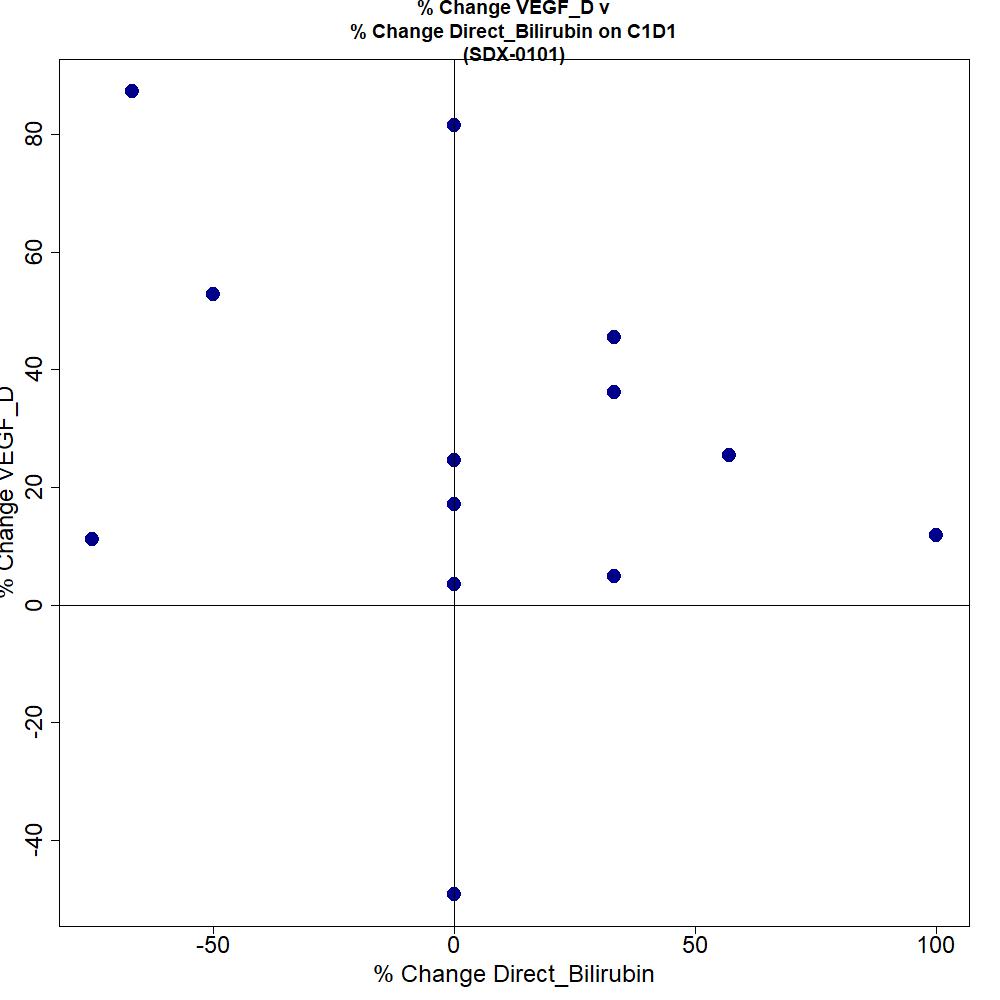 % Change VEGF_D v
% Change Direct_Bilirubin on C1D1
(SDX-0101)
% Change VEGF_D
80
60
40
20
0
-20
-40
-50
0
50
100
% Change Direct_Bilirubin